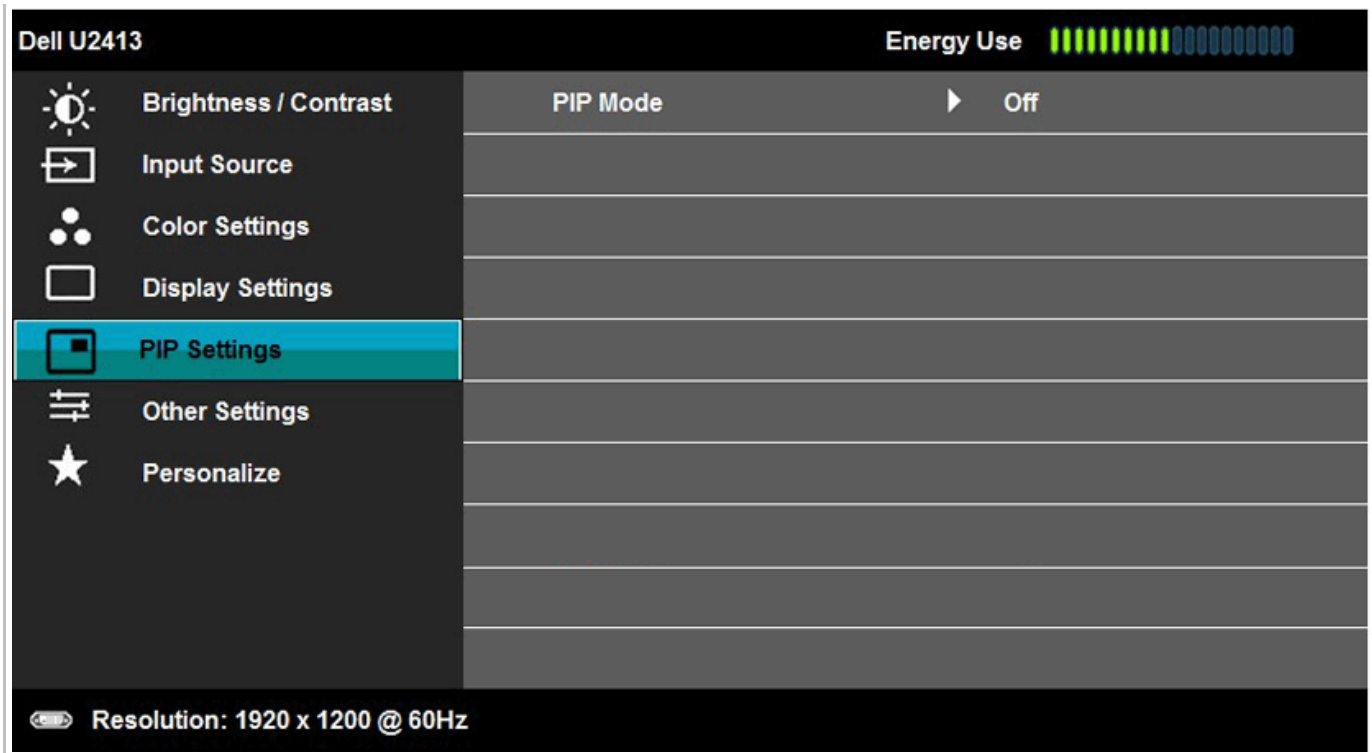 Dell U2413 Energy Use
Brightness / Contrast PIP Mode Off
Input Source
Color Settings
Display Settings
PIP Settings
Other Settings
Personalize
Resolution: 1920 x 1200 @ 60Hz